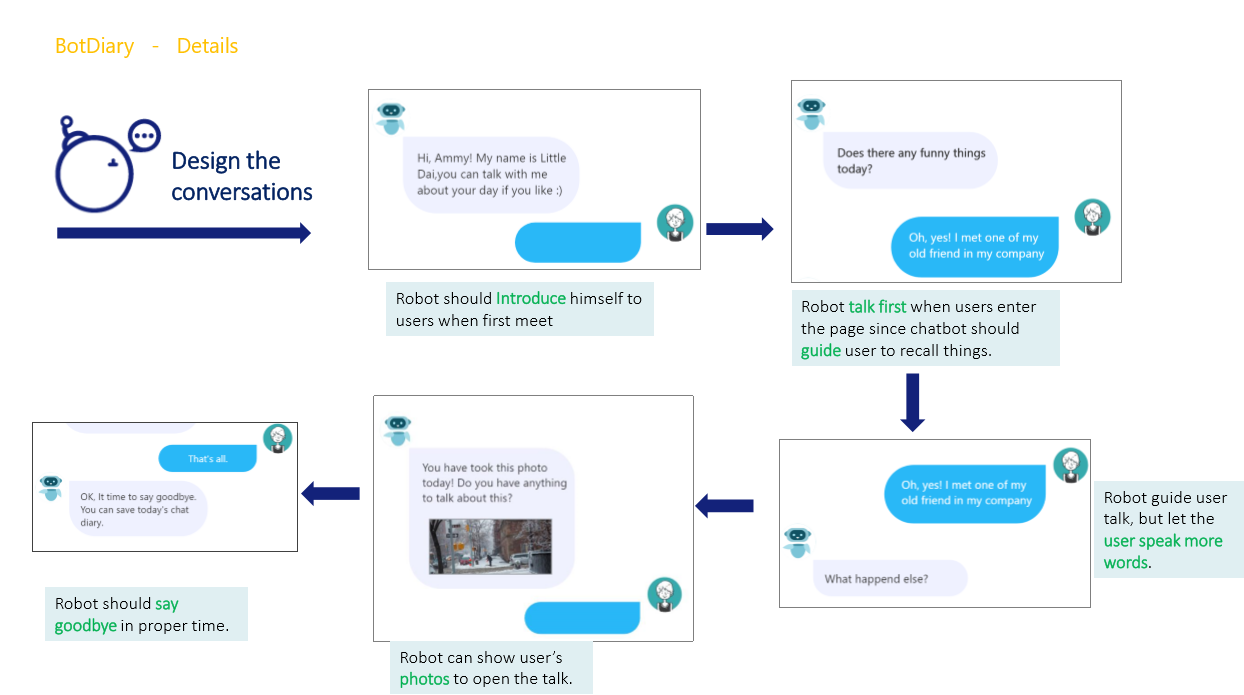 BotDiary - Details
Design the
conversations
Hi, Ammy! My name is Little
Dai,you can talk with me
about your day if you like :)
Robot should Introduce himself to
users when first meet
Does there any funny things
today?
Oh, yes! I met one of my
old friend in my company
Robot talk first when users enter
the page since chatbot should
guide user to recall things.
Oh, yes! I met one of my
old friend in my company
What happend else?
Robot guide user
talk, but let the
user speak more
words.
You have took this photo
today! Do you have anything
to talk about this?
Robot can show user’s
photos to open the talk.
That's all.
OK, It time to say goodbye.
You can save today's chat
diary.
Robot should say
goodbye in proper time.